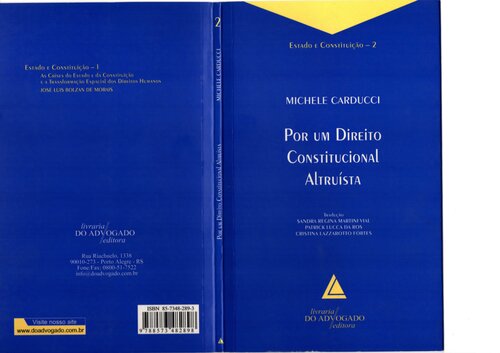 Estado e Constituição – 1
As Crises do Estado e da Constituição
e a Transformação Espacial dos Direitos Humanos
JOSE LUIS BOLZAN DE MORAIS
livraria
DO ADVOGADO
editora
Rua Riachuelo, 1338
90010-273 - Porto Alegre - RS
Fone/Fax: 0800-51-7522
info@doadvogado.com.br
Visite nosso site
www.doadvogado.com.br
ISBN 85-7348-289-3
9 788573 482898
2
MICHELE CARDUCCI
Por um Direito Constitucional Altruísta
Estado e Constituição – 2
MICHELE CARDUCCI
Por um Direito
Constitucional
Altruísta
Tradução
SANDRA REGINA MARTINI VIAL
PATRICK LUCCA DA ROS
CRISTINA LAZZAROTTO FORTES
livraria
DO ADVOGADO
editora